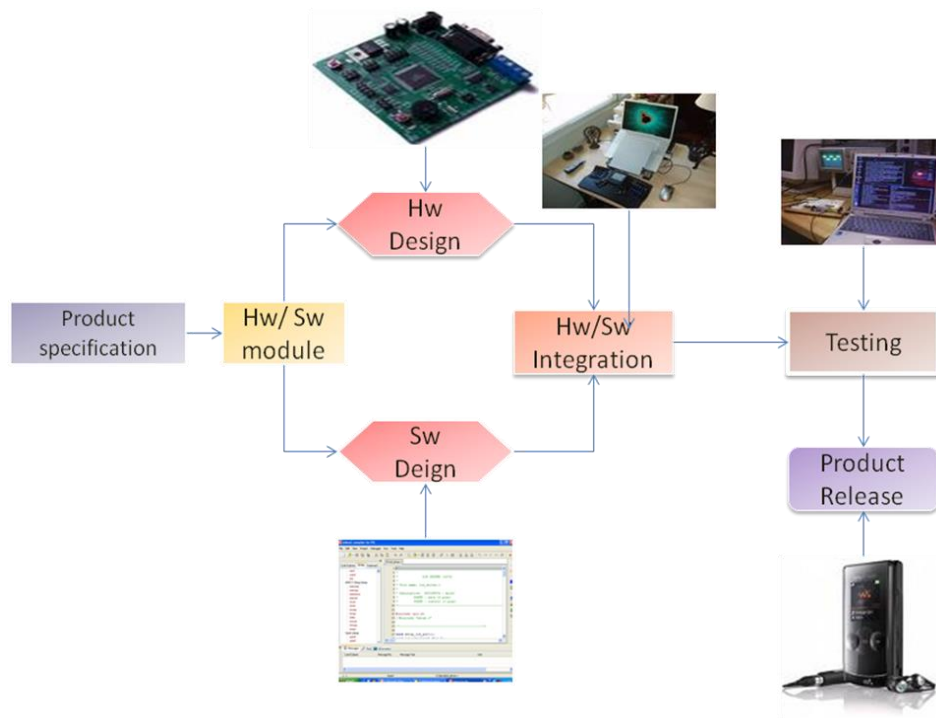 Hw
Design
Product
specification
Hw/ Sw
module
Hw/Sw
Integration
Testing
Sw
Deign
Product
Release